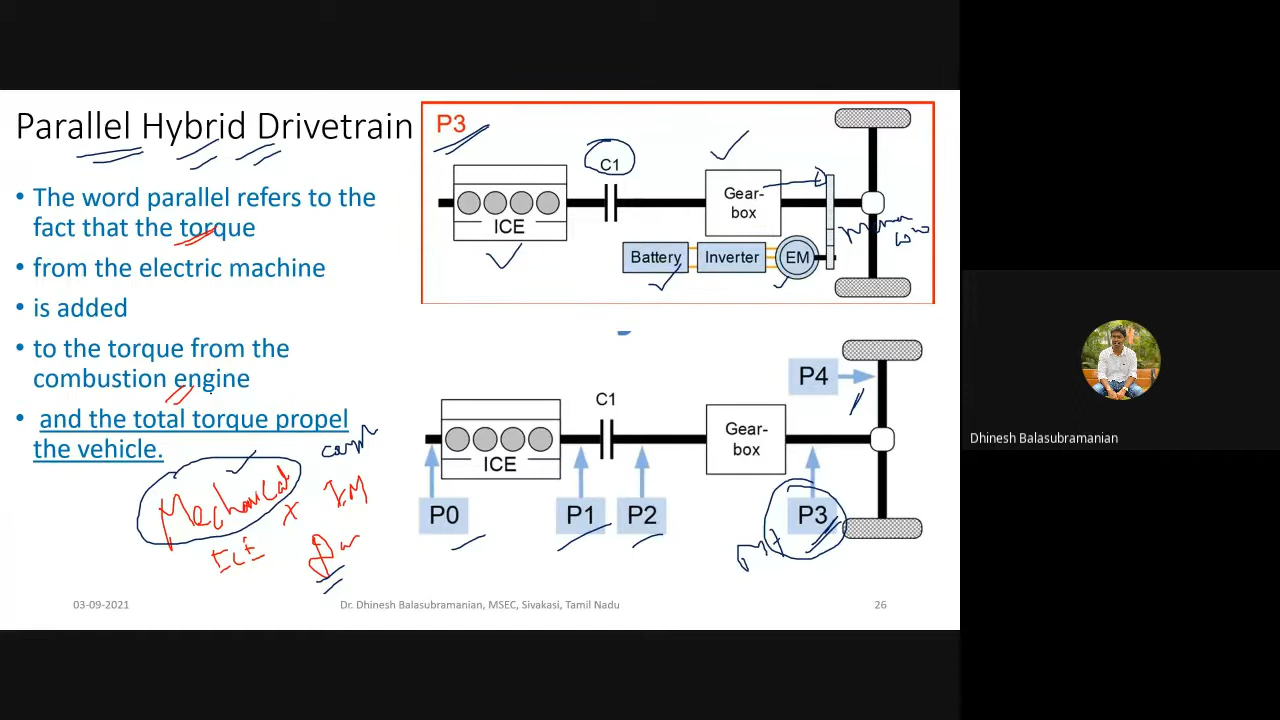 Parallel Hybrid Drivetrain
• The word parallel refers to the
fact that the torque
• from the electric machine
• is added
• to the torque from the
combustion engine
• and the total torque propel
the vehicle.
Mechanical
ICE
P3
C1
ICE
Gear-
box
Battery
Inverter
EM
P4
C1
ICE
Gear-
box
P0
P1
P2
P3
03-09-2021
Dr. Dhinesh Balasubramanian, MSEC, Sivakasi, Tamil Nadu
26
Dhinesh Balasubramanian